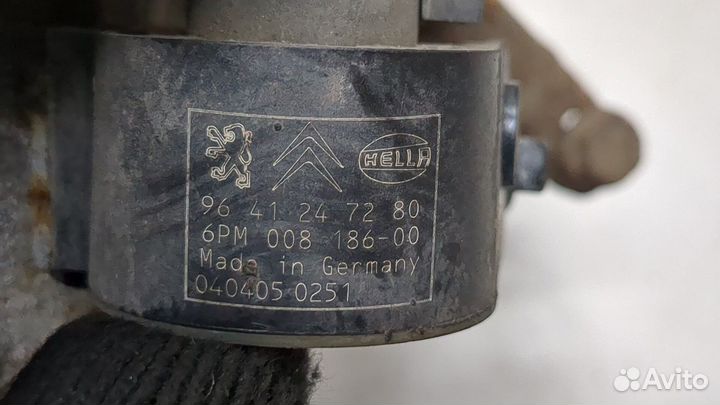 HELLA
96 41 24 72 80
6PM 008 186-00
Made in Germany
040405 0251
Avito